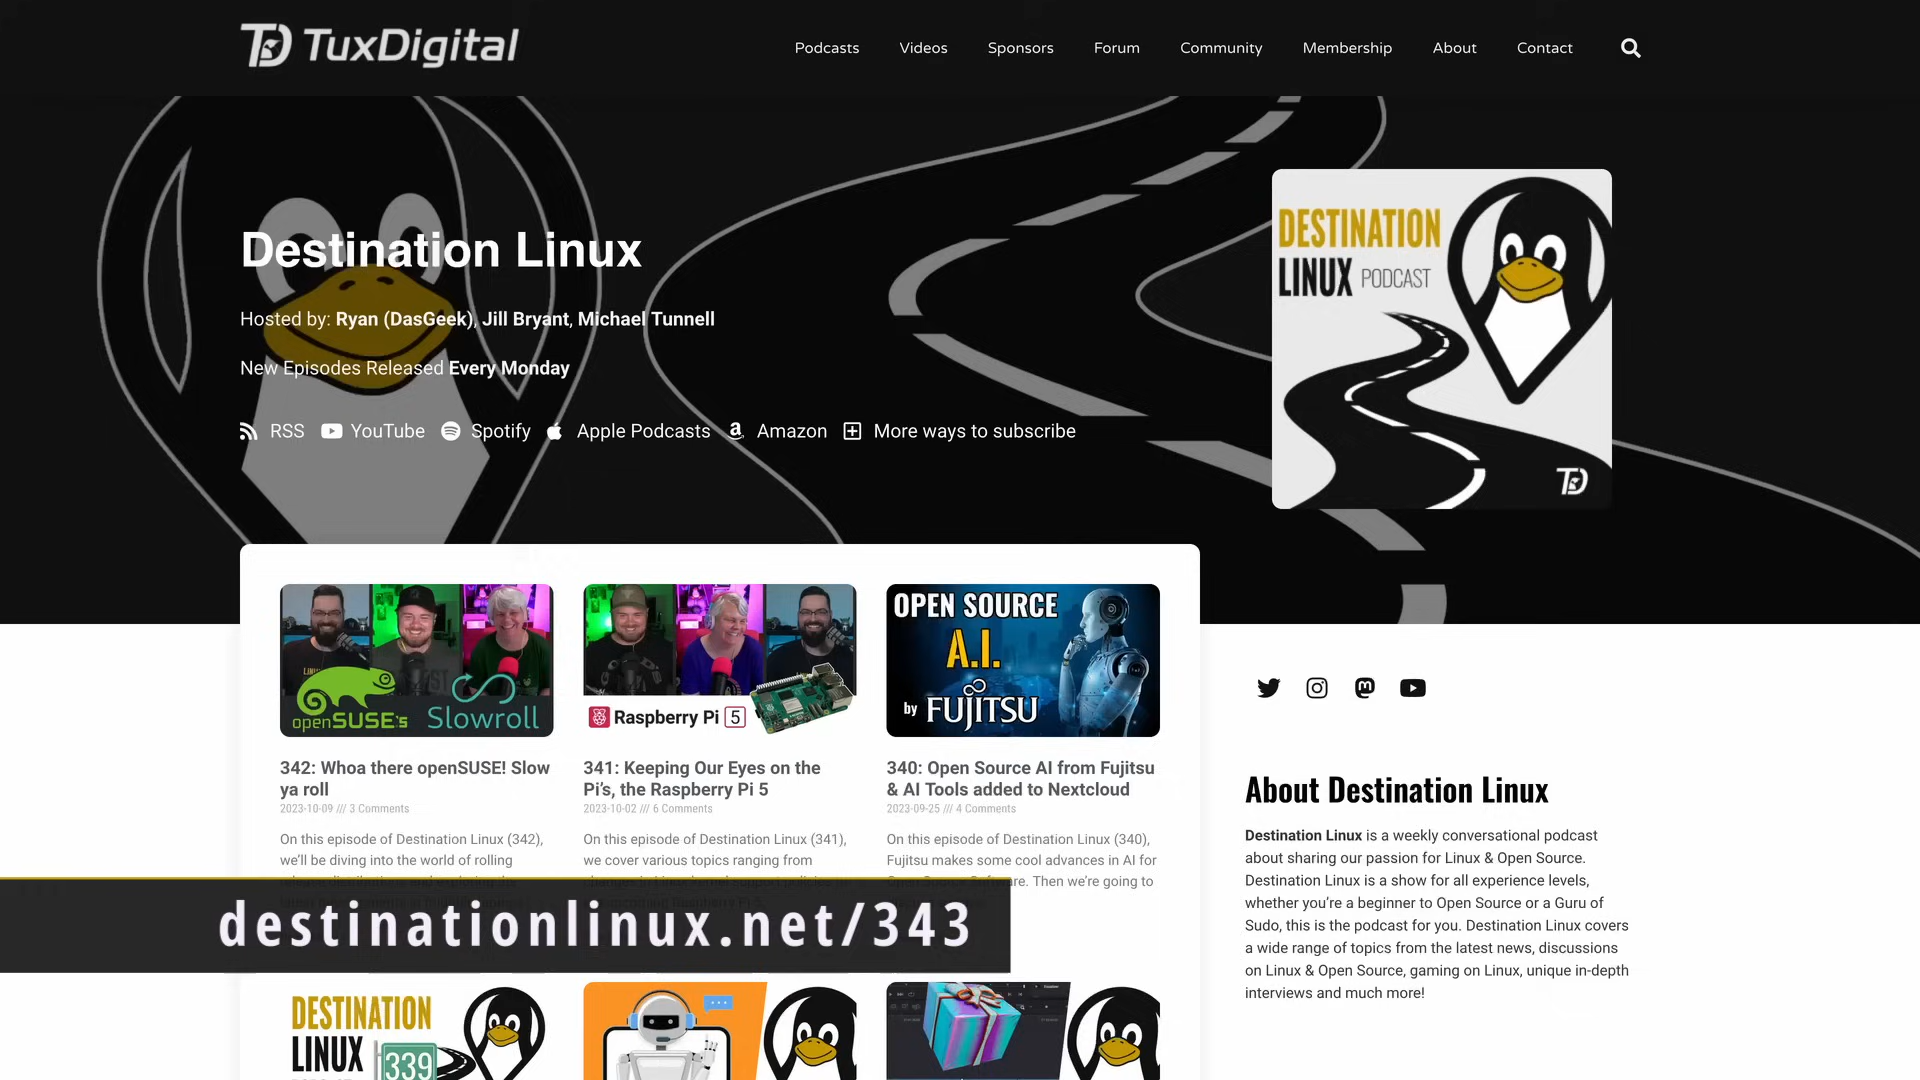 TuxDigital
Podcasts Videos Sponsors Forum Community Membership About Contact
Destination Linux
Hosted by: Ryan (DasGeek), Jill Bryant, Michael Tunnell
New Episodes Released Every Monday
RSS YouTube Spotify Apple Podcasts Amazon More ways to subscribe
DESTINATION
LINUX PODCAST
TD
openSUSE's Slowroll
Raspberry Pi 5
OPEN SOURCE
A.I.
by FUJITSU
342: Whoa there openSUSE! Slow
ya roll
2023-10-09 /// 3 Comments
On this episode of Destination Linux (342),
we'll be diving into the world of rolling
341: Keeping Our Eyes on the
Pi's, the Raspberry Pi 5
2023-10-02 /// 6 Comments
On this episode of Destination Linux (341),
we cover various topics ranging from
340: Open Source AI from Fujitsu
& AI Tools added to Nextcloud
2023-09-25 /// 4 Comments
On this episode of Destination Linux (340),
Fujitsu makes some cool advances in AI for
Open Source Software. Then we're going to
destinationlinux.net/343
DESTINATION
LINUX
339
About Destination Linux
Destination Linux is a weekly conversational podcast
about sharing our passion for Linux & Open Source.
Destination Linux is a show for all experience levels,
whether you're a beginner to Open Source or a Guru of
Sudo, this is the podcast for you. Destination Linux covers
a wide range of topics from the latest news, discussions
on Linux & Open Source, gaming on Linux, unique in-depth
interviews and much more!